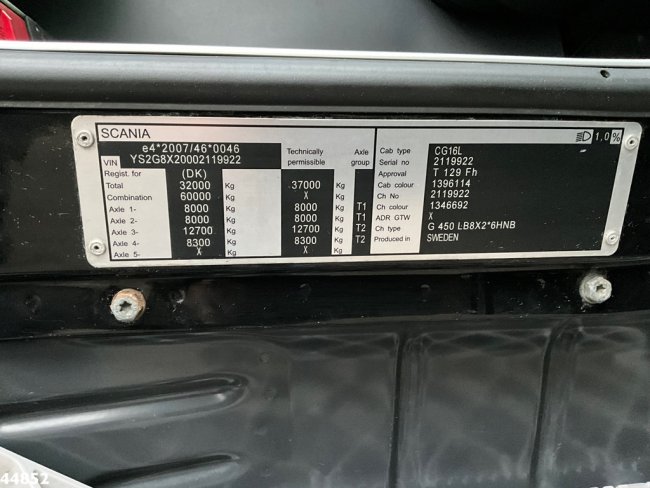 SCANIA
e4*2007/46*0046
VIN YS2G8X20002119922
Technically permissible
Axle group
Regist. for (DK)
Total 32000 Kg 37000 Kg
Combination 60000 Kg X Kg
Axle 1- 8000 Kg 8000 Kg T1
Axle 2- 8000 Kg 8000 Kg T1
Axle 3- 12700 Kg 12700 Kg T2
Axle 4- 8300 Kg 8300 Kg T2
Axle 5- X Kg X Kg
1,0 %
Cab type CG16L
Serial no 2119922
Approval T 129 Fh
Cab colour 1396114
Ch No 2119922
Ch colour 1346692
ADR GTW X
Ch type G 450 LB8X2*6HNB
Produced in SWEDEN
44852